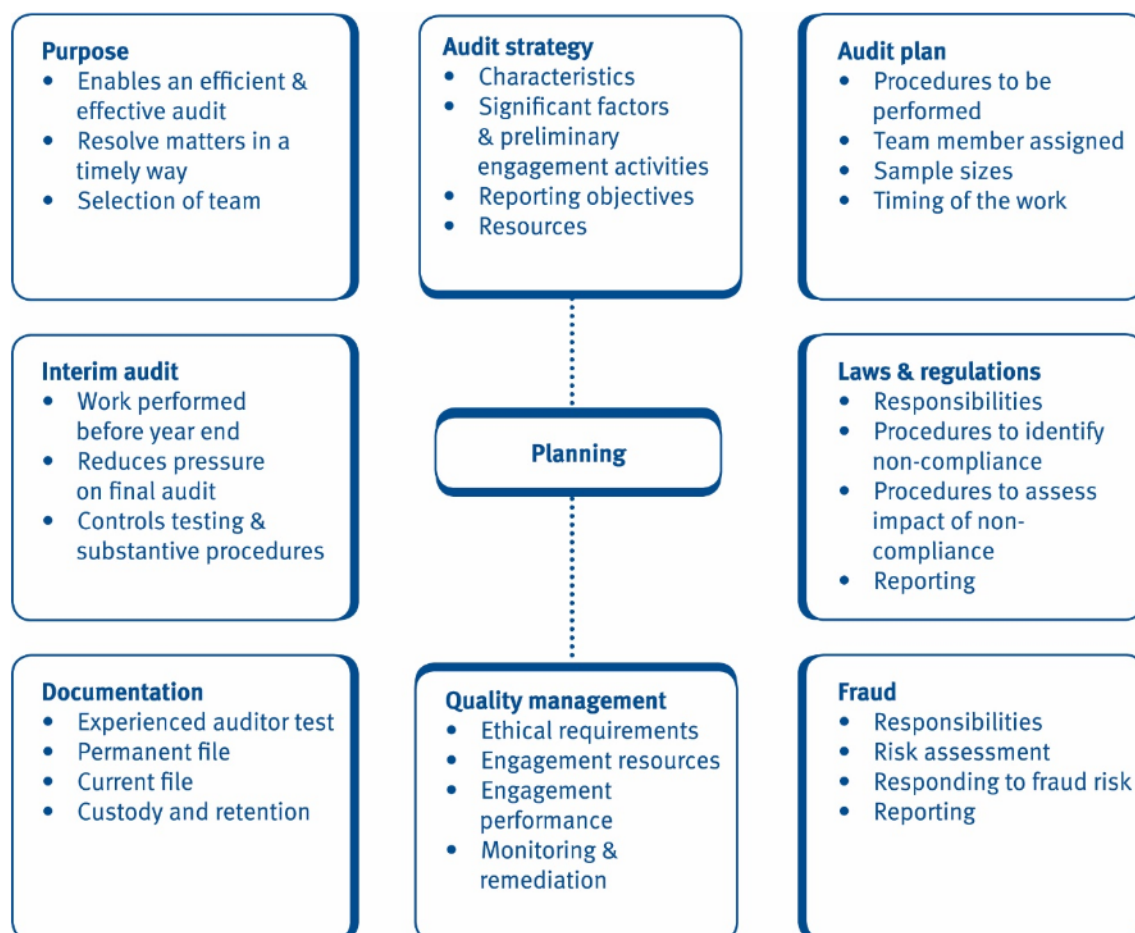 Purpose
• Enables an efficient &
effective audit
• Resolve matters in a
timely way
• Selection of team
Audit strategy
• Characteristics
• Significant factors
& preliminary
engagement activities
• Reporting objectives
• Resources
Audit plan
• Procedures to be
performed
• Team member assigned
• Sample sizes
• Timing of the work
Interim audit
• Work performed
before year end
• Reduces pressure
on final audit
• Controls testing &
substantive procedures
Planning
Laws & regulations
• Responsibilities
• Procedures to identify
non-compliance
• Procedures to assess
impact of non-
compliance
• Reporting
Documentation
• Experienced auditor test
• Permanent file
• Current file
• Custody and retention
Quality management
• Ethical requirements
• Engagement resources
• Engagement
performance
• Monitoring &
remediation
Fraud
• Responsibilities
• Risk assessment
• Responding to fraud risk
• Reporting